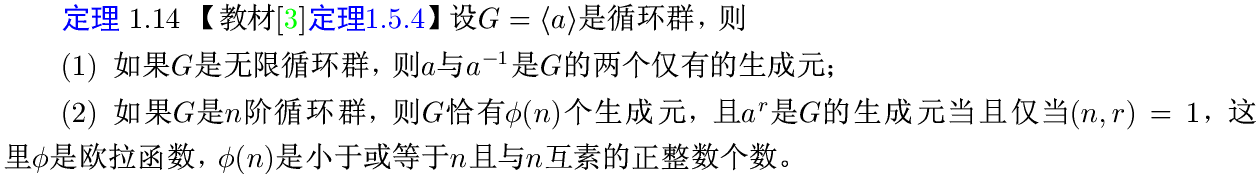 定理 1.14 【教材[3]定理1.5.4】设G = ⟨a⟩是循环群, 则
(1) 如果G是无限循环群, 则a与a⁻¹是G的两个仅有的生成元;
(2) 如果G是n阶循环群, 则G恰有ϕ(n)个生成元, 且aʳ是G的生成元当且仅当(n, r) = 1, 这
里ϕ是欧拉函数, ϕ(n)是小于或等于n且与n互素的正整数个数。